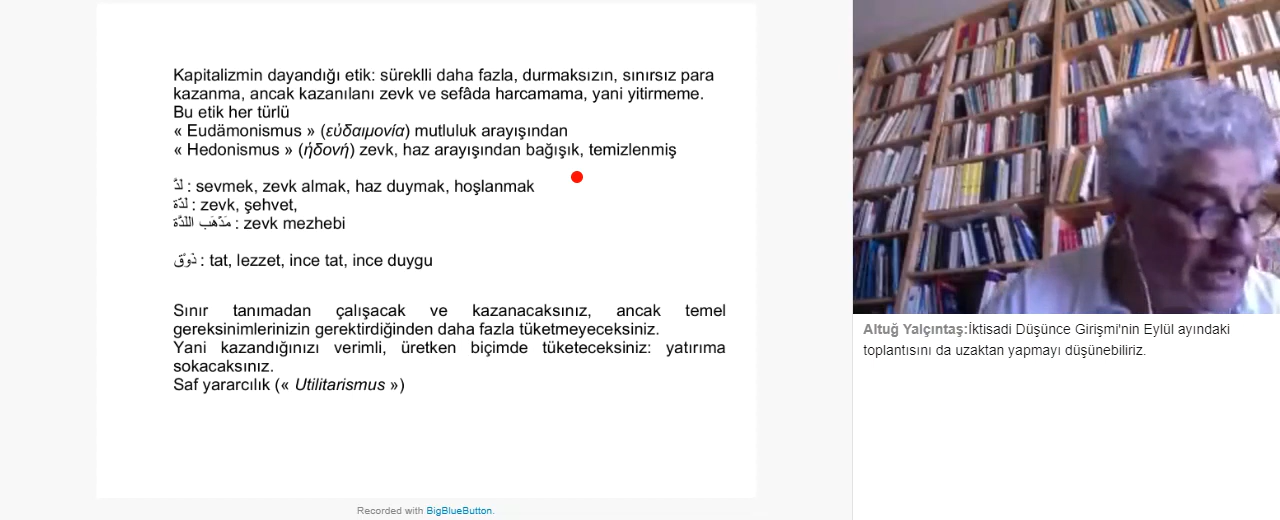 Kapitalizmin dayandığı etik: süreklli daha fazla, durmaksızın, sınırsız para
kazanma, ancak kazanılanı zevk ve sefâda harcamama, yani yitirmeme.
Bu etik her türlü
« Eudämonismus » (εὐδαιμονία) mutluluk arayışından
« Hedonismus » (ἡδονή) zevk, haz arayışından bağışık, temizlenmiş
لَذَّ : sevmek, zevk almak, haz duymak, hoşlanmak
لَذَّة : zevk, şehvet,
مَذْهَب اللَّذَّة : zevk mezhebi
ذَوْق : tat, lezzet, ince tat, ince duygu
Sınır tanımadan çalışacak ve kazanacaksınız, ancak temel
gereksinimlerinizin gerektirdiğinden daha fazla tüketmeyeceksiniz.
Yani kazandığınızı verimli, üretken biçimde tüketeceksiniz: yatırıma
sokacaksınız.
Saf yararcılık (« Utilitarismus »)
Recorded with BigBlueButton.
Altuğ Yalçıntaş:İktisadi Düşünce Girişmi'nin Eylül ayındaki
toplantısını da uzaktan yapmayı düşünebiliriz.